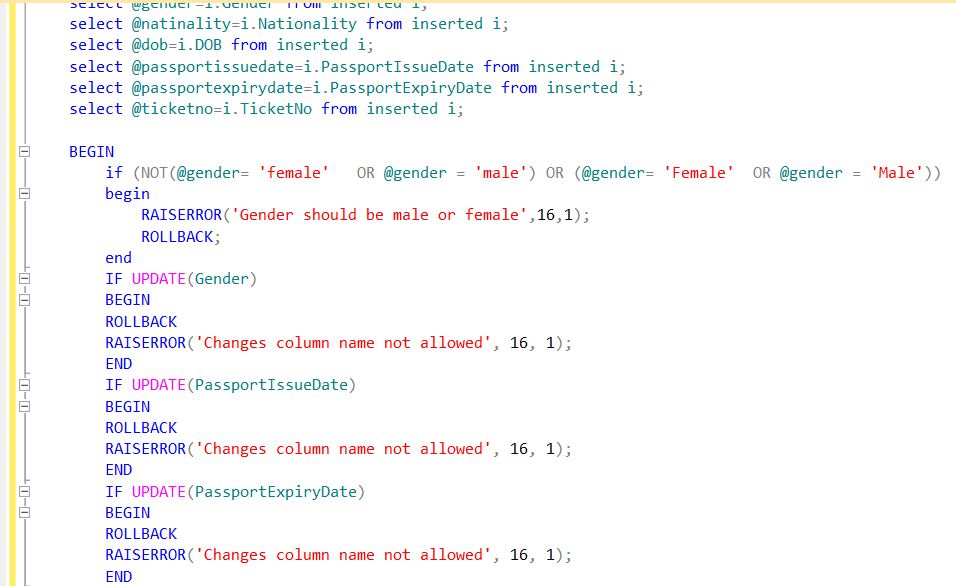 select @gender=i.Gender from inserted i;
select @natinality=i.Nationality from inserted i;
select @dob=i.DOB from inserted i;
select @passportissuedate=i.PassportIssueDate from inserted i;
select @passportexpirydate=i.PassportExpiryDate from inserted i;
select @ticketno=i.TicketNo from inserted i;
BEGIN
if (NOT(@gender= 'female'   OR @gender = 'male') OR (@gender= 'Female'  OR @gender = 'Male'))
begin
RAISERROR('Gender should be male or female',16,1);
ROLLBACK;
end
IF UPDATE(Gender)
BEGIN
ROLLBACK
RAISERROR('Changes column name not allowed', 16, 1);
END
IF UPDATE(PassportIssueDate)
BEGIN
ROLLBACK
RAISERROR('Changes column name not allowed', 16, 1);
END
IF UPDATE(PassportExpiryDate)
BEGIN
ROLLBACK
RAISERROR('Changes column name not allowed', 16, 1);
END